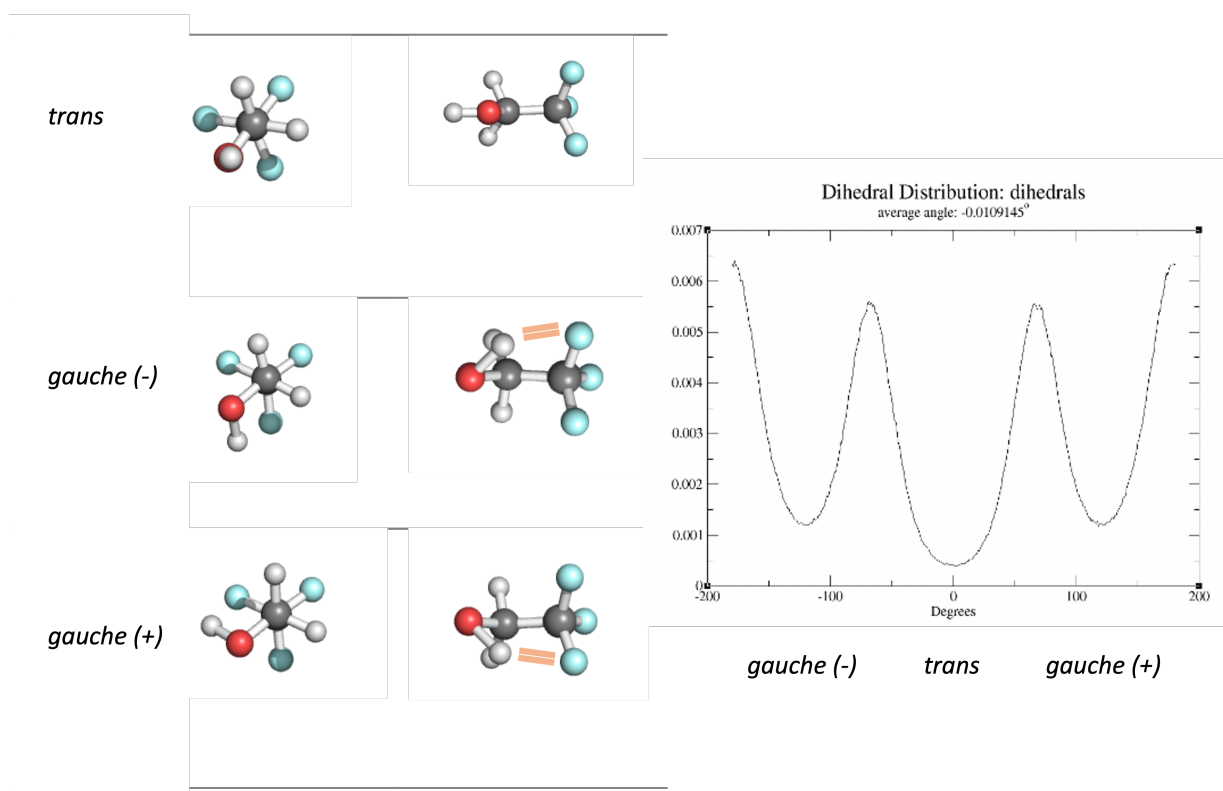 trans
gauche (-)
gauche (+)
Dihedral Distribution: dihedrals
average angle: -0.0109145°
0.007
0.006
0.005
0.004
0.003
0.002
0.001
0
-200
-100
0
100
200
Degrees
gauche (-) trans gauche (+)